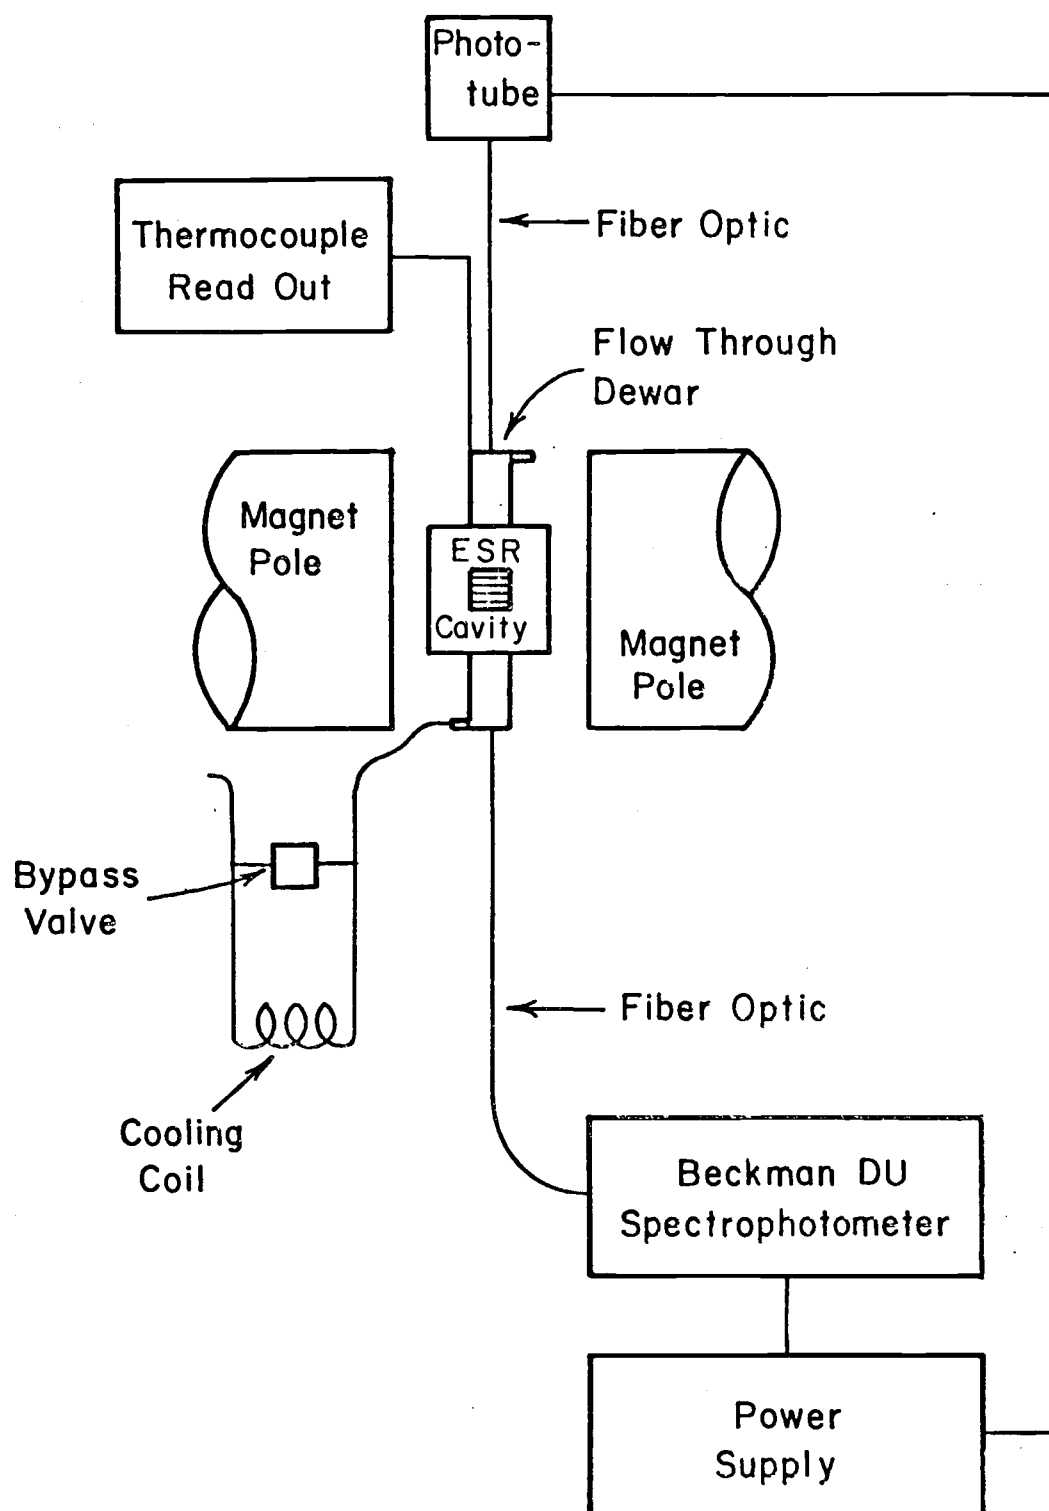 Photo-
tube
Fiber Optic
Thermocouple
Read Out
Flow Through
Dewar
Magnet
Pole
ESR
Cavity
Magnet
Pole
Bypass
Valve
Fiber Optic
Cooling
Coil
Beckman DU
Spectrophotometer
Power
Supply